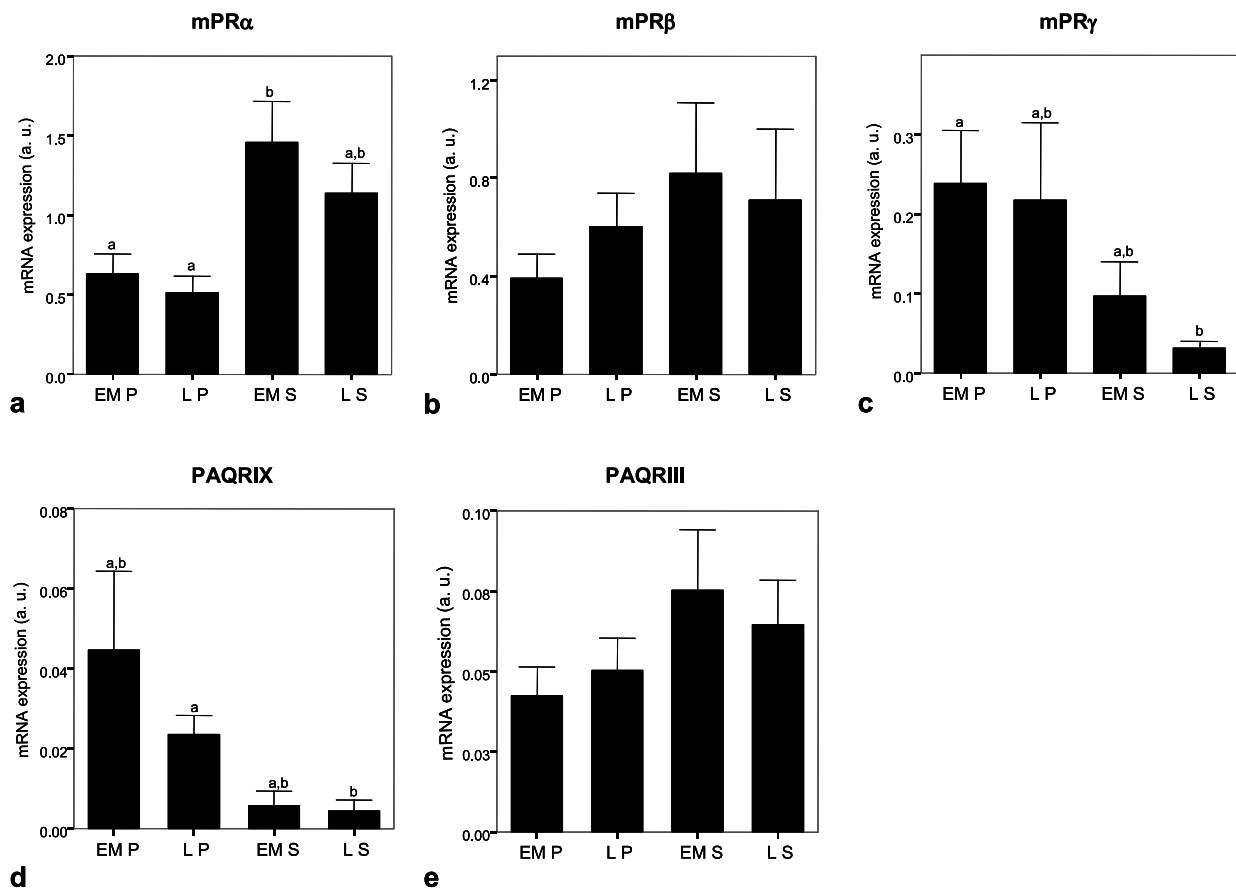 mPRα
mRNA expression (a. u.)
2.0
1.5
1.0
0.5
0.0
a
a
b
a,b
EM P L P EM S L S
a
mPRβ
mRNA expression (a. u.)
1.2
0.8
0.4
0.0
EM P L P EM S L S
b
mPRγ
mRNA expression (a. u.)
0.3
0.2
0.1
0.0
a
a,b
a,b
b
EM P L P EM S L S
c
PAQRIX
mRNA expression (a. u.)
0.08
0.06
0.04
0.02
0.00
a,b
a
a,b
b
EM P L P EM S L S
d
PAQRIII
mRNA expression (a. u.)
0.10
0.08
0.05
0.03
0.00
EM P L P EM S L S
e